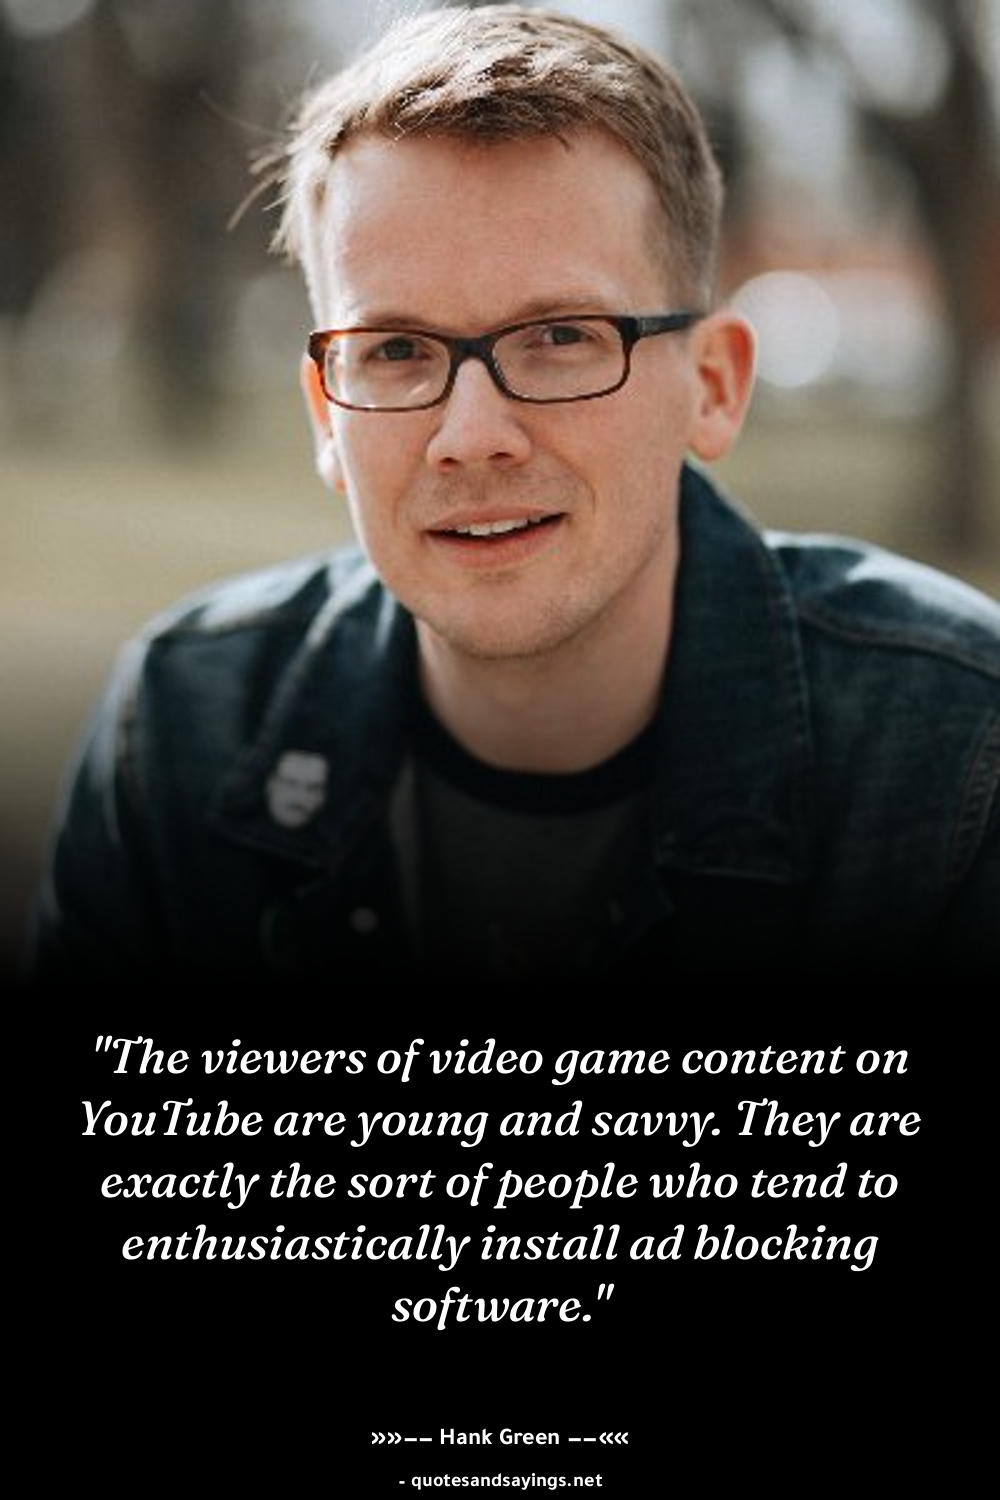 "The viewers of video game content on
YouTube are young and savvy. They are
exactly the sort of people who tend to
enthusiastically install ad blocking
software."
»»–– Hank Green ––««
- quotesandsayings.net